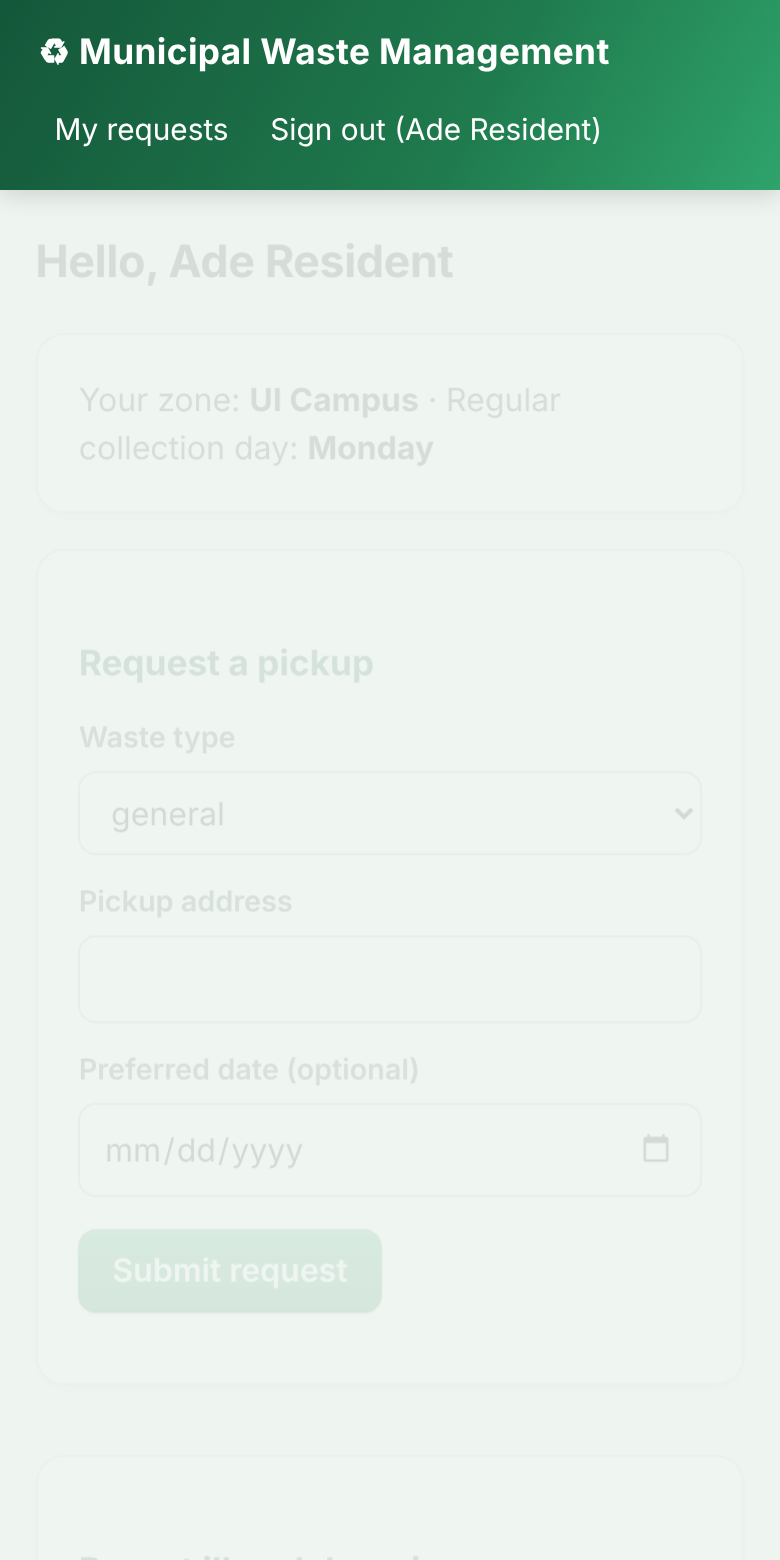 ♻ Municipal Waste Management
My requests Sign out (Ade Resident)
Hello, Ade Resident
Your zone: UI Campus · Regular
collection day: Monday
Request a pickup
Waste type
general
Pickup address
Preferred date (optional)
mm/dd/yyyy
Submit request